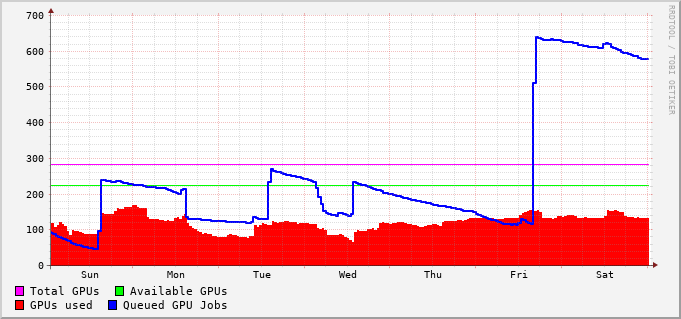 RRDTOOL / TOBI OETIKER
700
600
500
400
300
200
100
0
Sun Mon Tue Wed Thu Fri Sat
Total GPUs Available GPUs
GPUs used Queued GPU Jobs